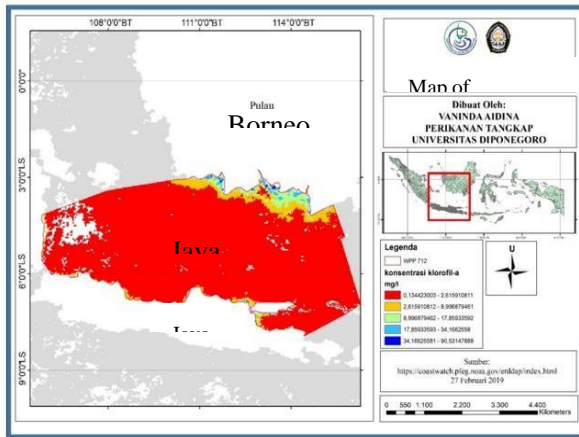 108°0'0"BT 111°0'0"BT 114°0'0"BT
0°0'0"
3°0'0"LS
6°0'0"LS
9°0'0"LS
Pulau
Borneo
Java
Map of
Dibuat Oleh:
VANINDA AIDINA
PERIKANAN TANGKAP
UNIVERSITAS DIPONEGORO
Legenda
WPP 712
konsentrasi klorofil-a
mg/l
0,134423003 - 2,615910811
2,615910812 - 8,996879461
8,996879462 - 17,85933592
17,85933593 - 34,1662558
34,16625581 - 90,53147888
U
Sumber:
https://coastwatch.pfeg.noaa.gov/erddap/index.html
27 Februari 2019
0 550 1.100 2.200 3.300 4.400
Kilometers